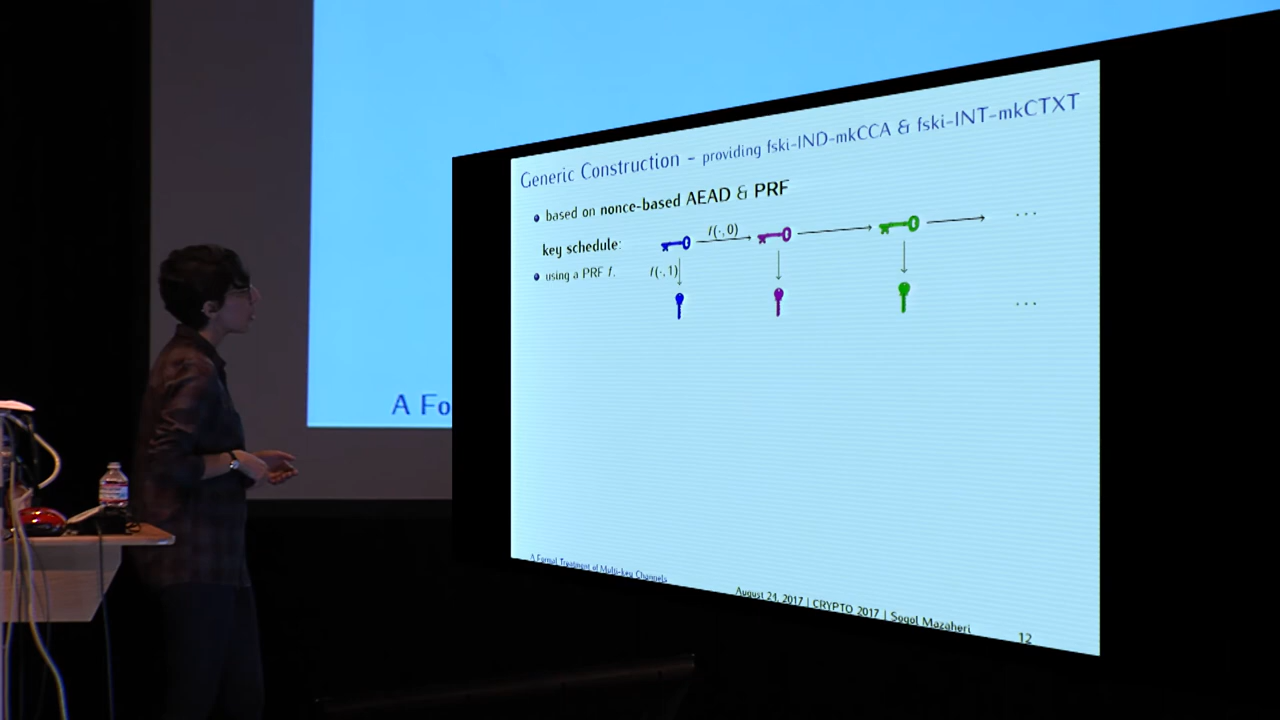 Generic Construction – providing fski-IND-mkCCA & fski-INT-mkCTXT
based on nonce-based AEAD & PRF
key schedule:
f(·, 0)
...
using a PRF f.
f(·, 1)
...
A Fo
A Formal Treatment of Multi-key Channels
August 24, 2017 | CRYPTO 2017 | Sogol Mazaheri
12